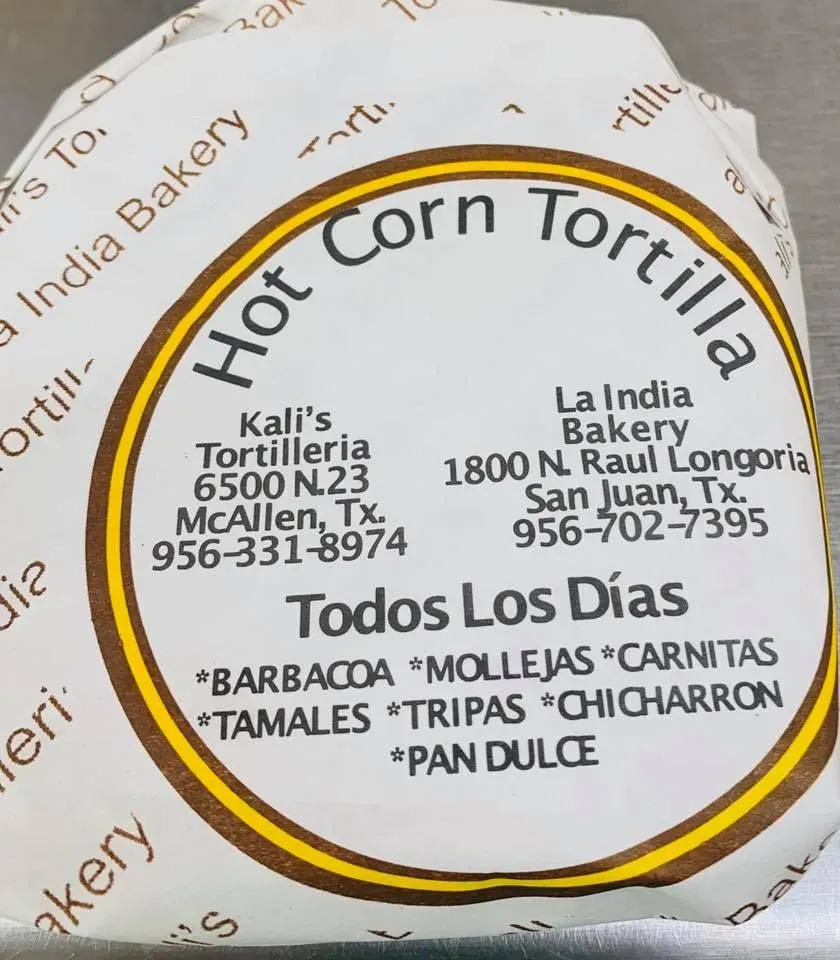 Hot Corn Tortilla
Kali's
Tortilleria
6500 N.23
McAllen, Tx.
956-331-8974
La India
Bakery
1800 N. Raul Longoria
San Juan, Tx.
956-702-7395
Todos Los Días
*BARBACOA *MOLLEJAS *CARNITAS
*TAMALES *TRIPAS *CHICHARRON
*PAN DULCE
India Bakery